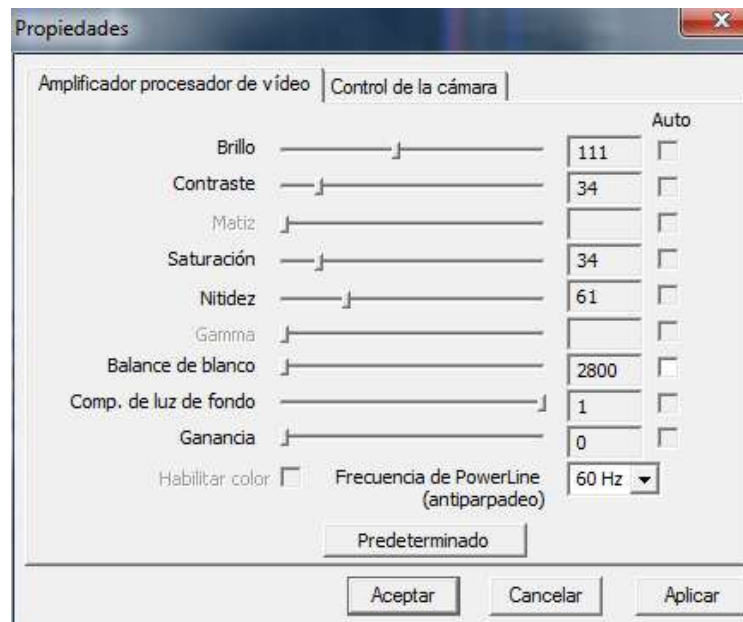 Propiedades
Amplificador procesador de vídeo Control de la cámara
Auto
Brillo 111
Contraste 34
Matiz
Saturación 34
Nitidez 61
Gamma
Balance de blanco 2800
Comp. de luz de fondo 1
Ganancia 0
Habilitar color Frecuencia de PowerLine 60 Hz
(antiparpadeo)
Predeterminado
Aceptar Cancelar Aplicar